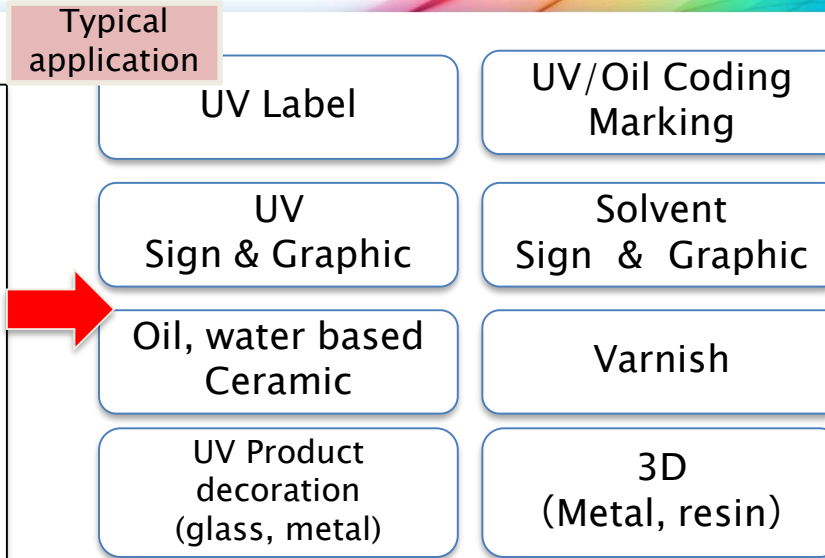 Typical
application
UV Label
UV/Oil Coding
Marking
UV
Sign & Graphic
Solvent
Sign & Graphic
Oil, water based
Ceramic
Varnish
UV Product
decoration
(glass, metal)
3D
（Metal, resin）